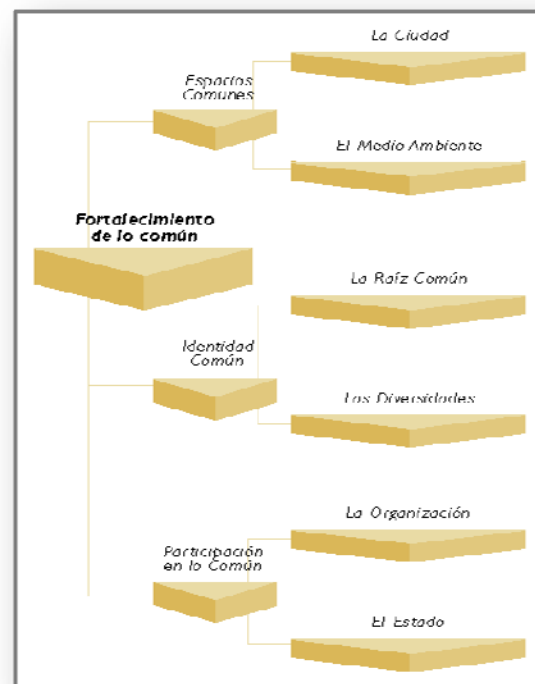 La Ciudad
Espacios
Comunes
El Medio Ambiente
Fortalecimiento
de lo común
La Raíz Común
Identidad
Común
Las Diversidades
La Organización
Participación
en lo Común
El Estado